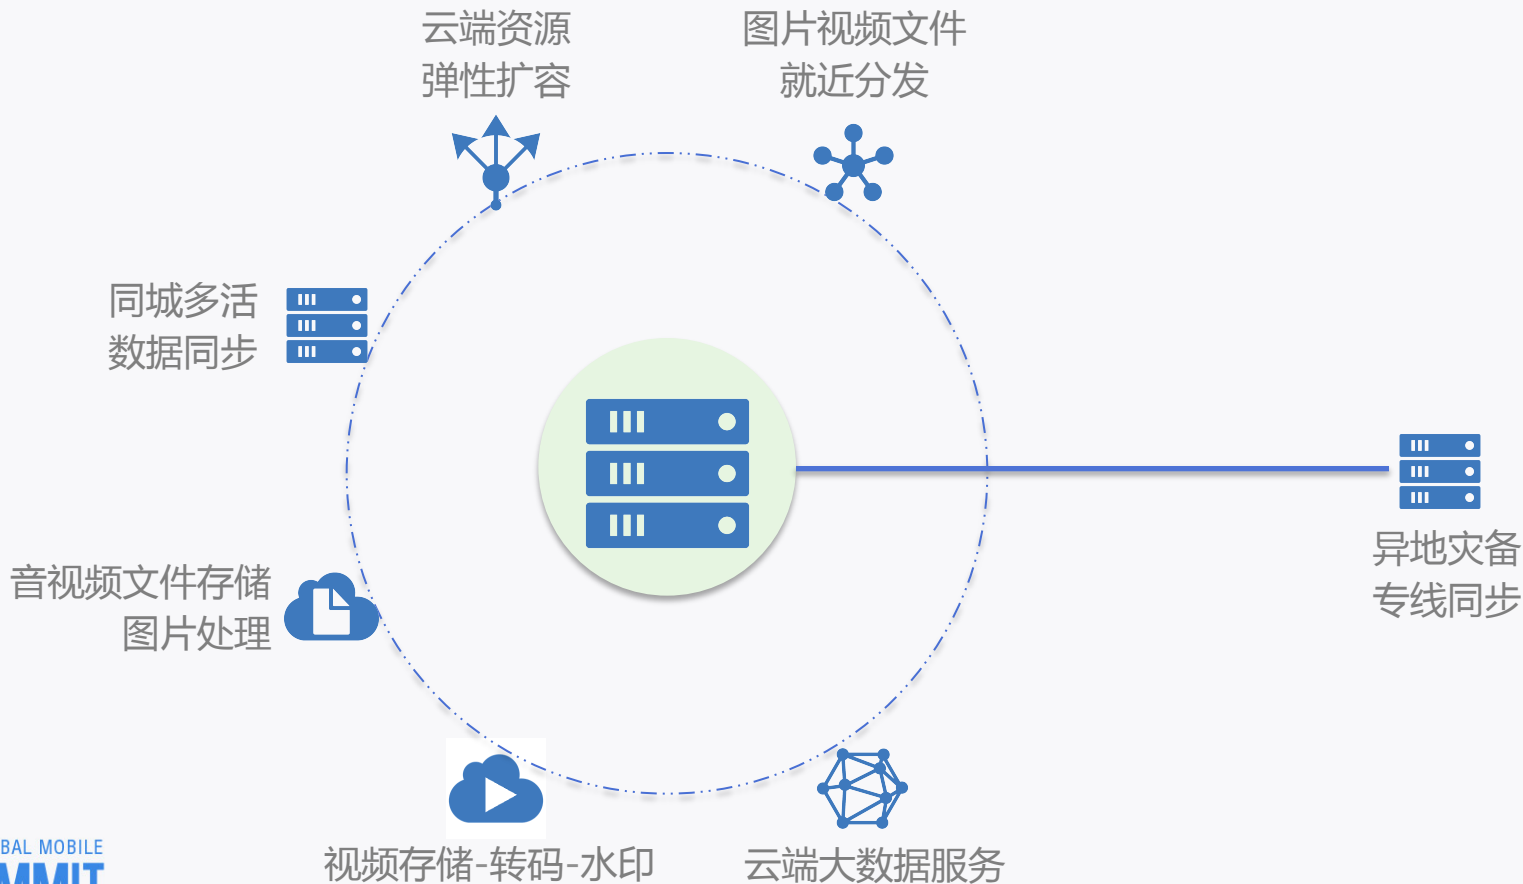 云端资源
弹性扩容
图片视频文件
就近分发
同城多活
数据同步
异地灾备
专线同步
音视频文件存储
图片处理
视频存储-转码-水印
云端大数据服务
BAL MOBILE
MMIT